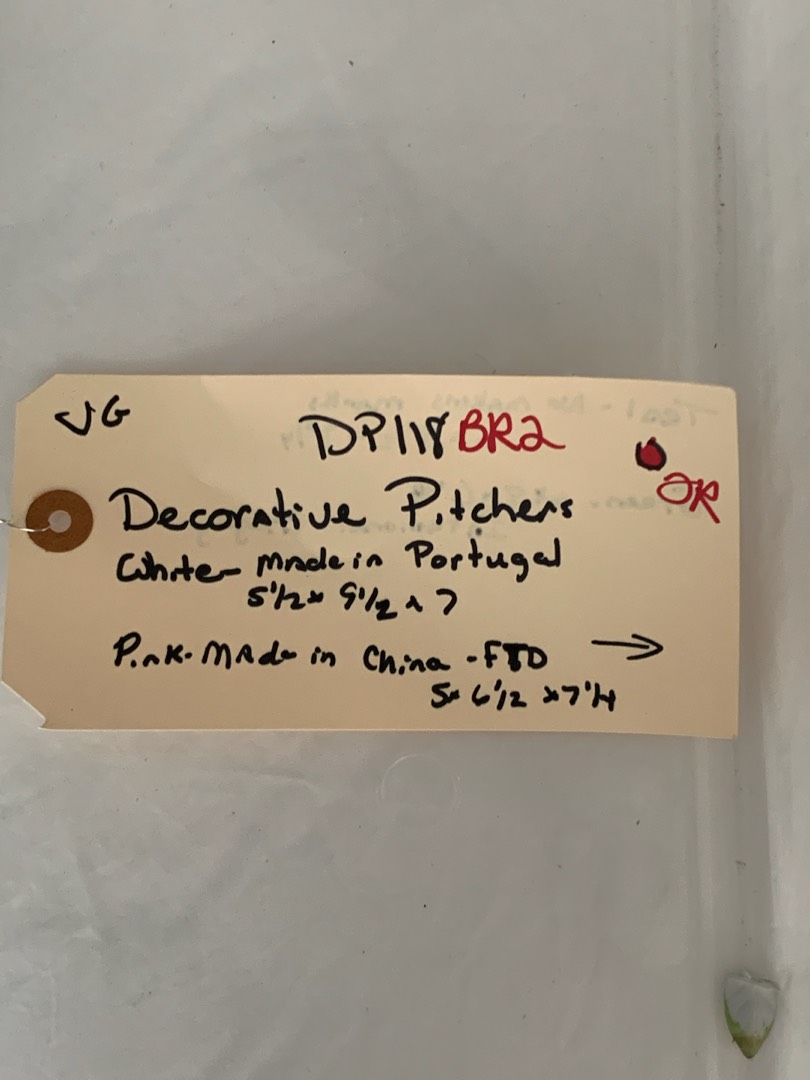 JG
DP118 BR2
OR
Decorative Pitchers
White- Made in Portugal
5 1/2 x 9 1/2 x 7
Pink- Made in China - FTD →
5 x 6 1/2 x 7 1/4